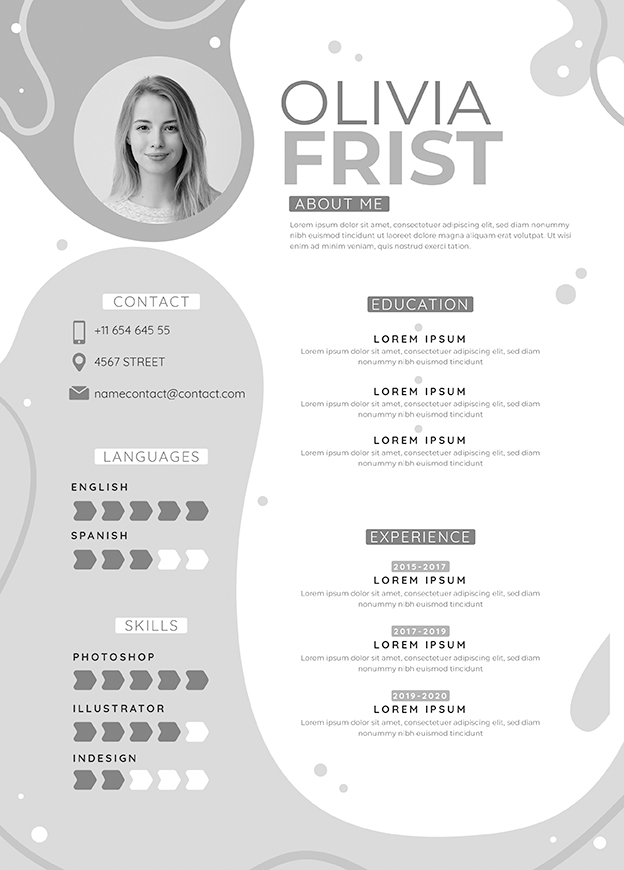 OLIVIA
FRIST
ABOUT ME
Lorem ipsum dolor sit amet, consectetuer adipiscing elit, sed diam nonummy
nibh euismod tincidunt ut laoreet dolore magna aliquam erat volutpat. Ut wisi
enim ad minim veniam, quis nostrud exerci tation.
CONTACT
+11 654 645 55
4567 STREET
namecontact@contact.com
LANGUAGES
ENGLISH
SPANISH
SKILLS
PHOTOSHOP
ILLUSTRATOR
INDESIGN
EDUCATION
LOREM IPSUM
Lorem ipsum dolor sit amet, consectetuer adipiscing elit, sed diam
nonummy nibh euismod tincidunt
LOREM IPSUM
Lorem ipsum dolor sit amet, consectetuer adipiscing elit, sed diam
nonummy nibh euismod tincidunt
LOREM IPSUM
Lorem ipsum dolor sit amet, consectetuer adipiscing elit, sed diam
nonummy nibh euismod tincidunt
EXPERIENCE
2015-2017
LOREM IPSUM
Lorem ipsum dolor sit amet, consectetuer adipiscing elit, sed diam
nonummy nibh euismod tincidunt
2017-2019
LOREM IPSUM
Lorem ipsum dolor sit amet, consectetuer adipiscing elit, sed diam
nonummy nibh euismod tincidunt
2019-2020
LOREM IPSUM
Lorem ipsum dolor sit amet, consectetuer adipiscing elit, sed diam
nonummy nibh euismod tincidunt